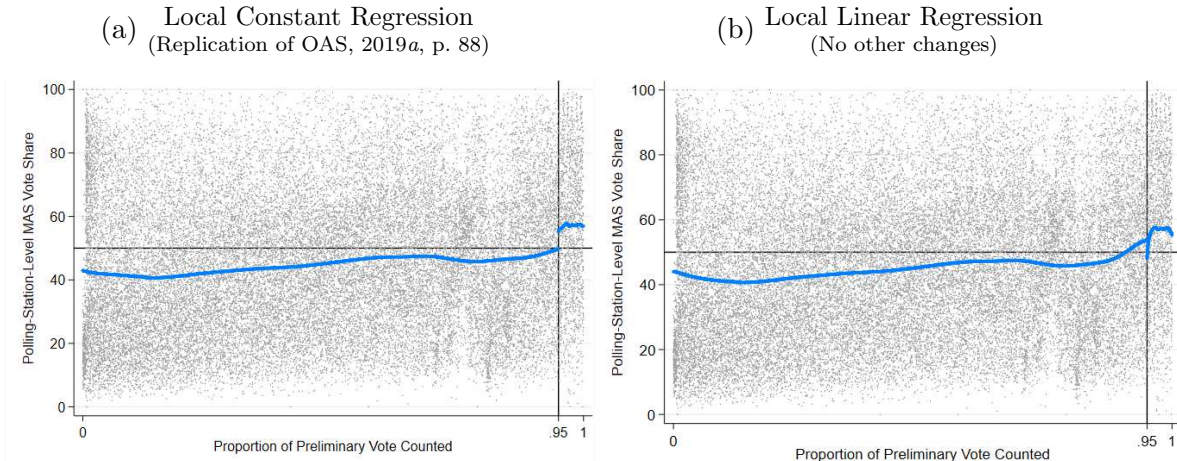 (a) Local Constant Regression
(Replication of OAS, 2019a, p. 88)
Polling-Station-Level MAS Vote Share
100
80
60
40
20
0
0 .95 1
Proportion of Preliminary Vote Counted
(b) Local Linear Regression
(No other changes)
Polling-Station-Level MAS Vote Share
100
80
60
40
20
0
0 .95 1
Proportion of Preliminary Vote Counted